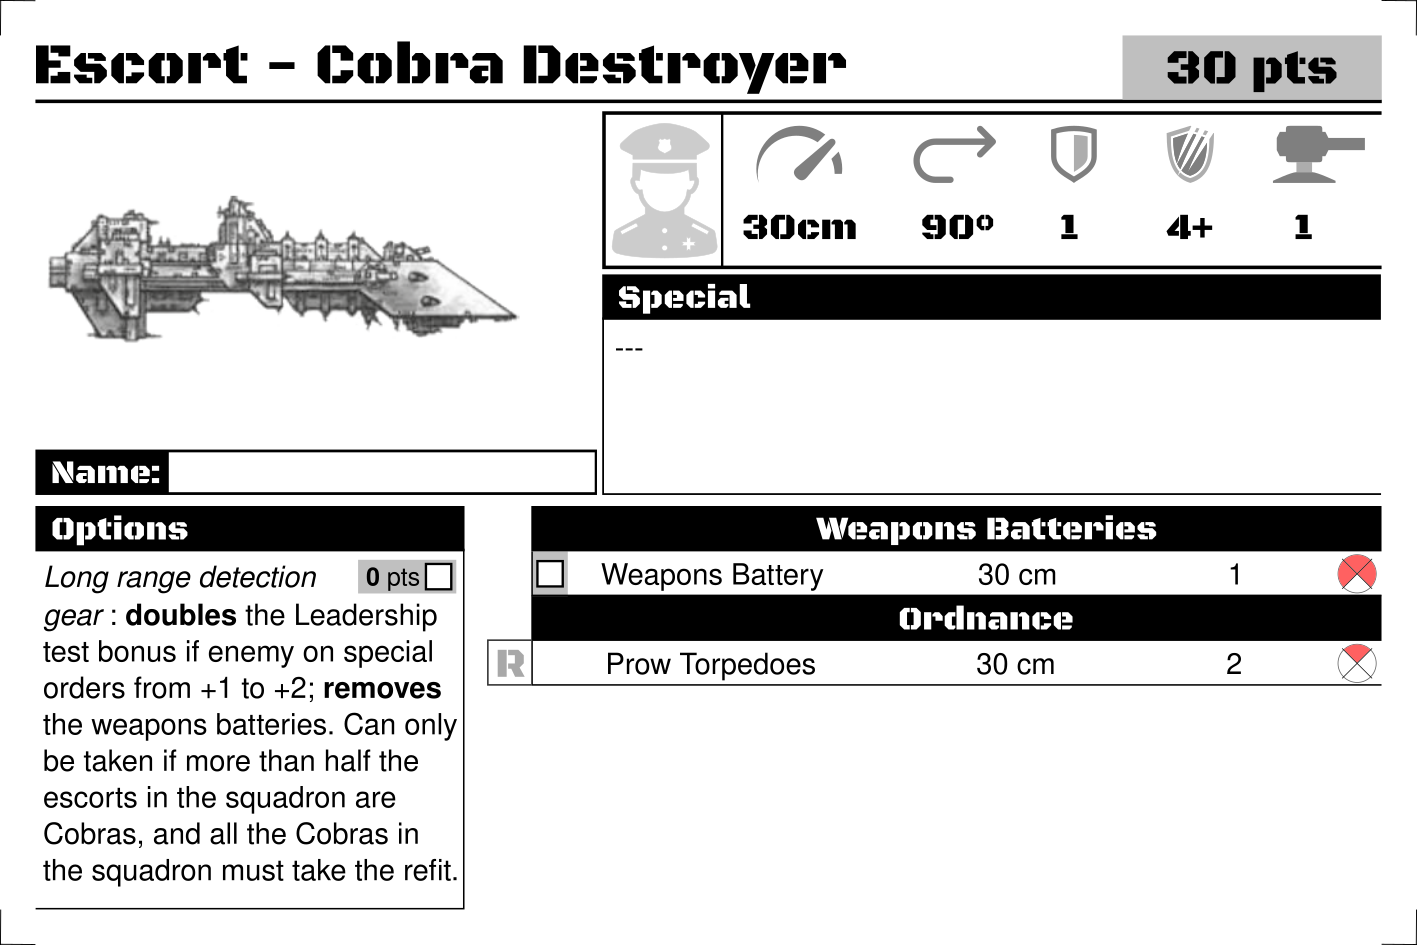 Escort - Cobra Destroyer
30 pts
30cm 90º 1 4+ 1
Special
---
Name:
Options
Long range detection 0 pts
gear : doubles the Leadership
test bonus if enemy on special
orders from +1 to +2; removes
the weapons batteries. Can only
be taken if more than half the
escorts in the squadron are
Cobras, and all the Cobras in
the squadron must take the refit.
Weapons Batteries
Weapons Battery 30 cm 1
Ordnance
R Prow Torpedoes 30 cm 2